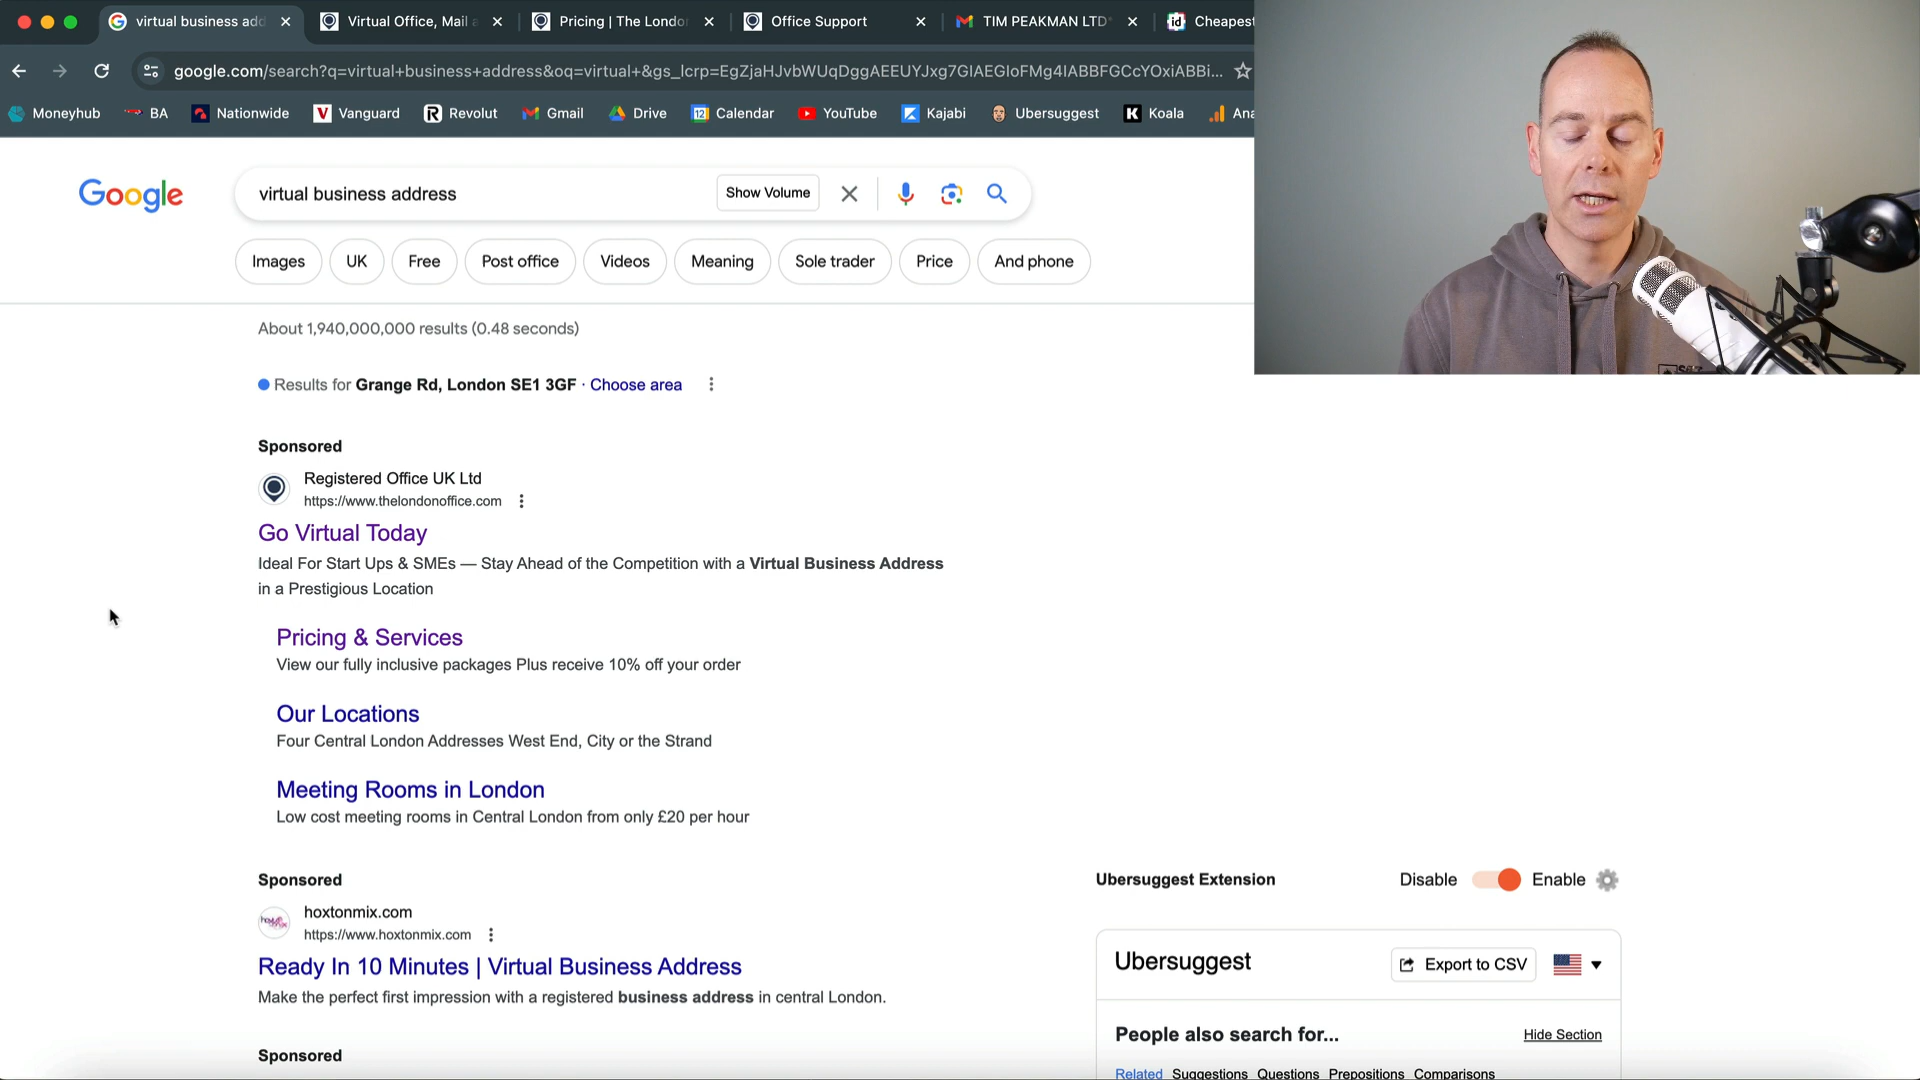 virtual business add
Virtual Office, Mail a
Pricing | The Londo
Office Support
TIM PEAKMAN LTD
Cheapest
google.com/search?q=virtual+business+address&oq=virtual+&gs_lcrp=EgZjaHJvbWUqDggAEEUYJxg7GIAEGIoFMg4IABBFGCcYOxiABBi...
Moneyhub
BA
Nationwide
Vanguard
Revolut
Gmail
Drive
Calendar
YouTube
Kajabi
Ubersuggest
Koala
Ana
Google
virtual business address
Show Volume
Images
UK
Free
Post office
Videos
Meaning
Sole trader
Price
And phone
About 1,940,000,000 results (0.48 seconds)
Results for Grange Rd, London SE1 3GF · Choose area
Sponsored
Registered Office UK Ltd
https://www.thelondonoffice.com
Go Virtual Today
Ideal For Start Ups & SMEs — Stay Ahead of the Competition with a Virtual Business Address
in a Prestigious Location
Pricing & Services
View our fully inclusive packages Plus receive 10% off your order
Our Locations
Four Central London Addresses West End, City or the Strand
Meeting Rooms in London
Low cost meeting rooms in Central London from only £20 per hour
Sponsored
hoxtonmix.com
https://www.hoxtonmix.com
Ready In 10 Minutes | Virtual Business Address
Make the perfect first impression with a registered business address in central London.
Sponsored
Ubersuggest Extension
Disable
Enable
Ubersuggest
Export to CSV
People also search for...
Hide Section
Related Suggestions Questions Prepositions Comparisons